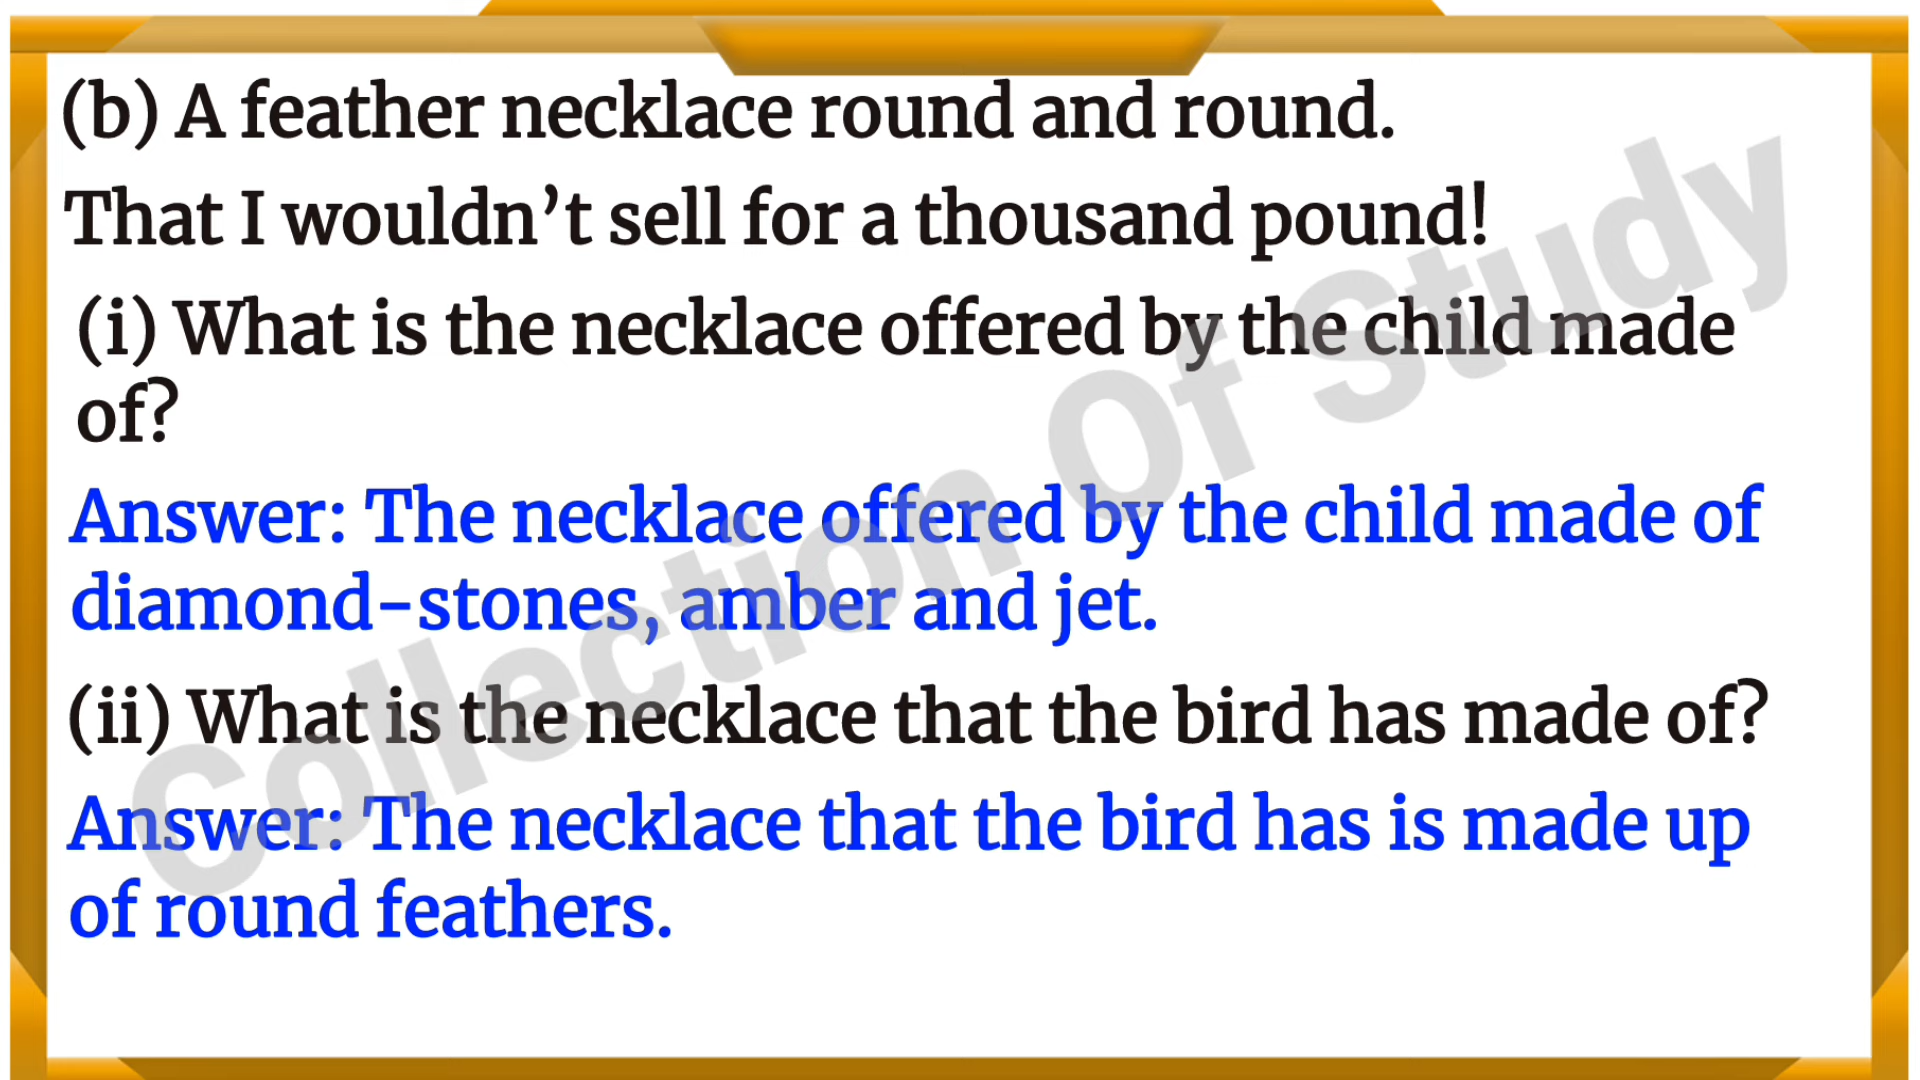 (b) A feather necklace round and round.
That I wouldn’t sell for a thousand pound!
(i) What is the necklace offered by the child made
of?
Answer: The necklace offered by the child made of
diamond-stones, amber and jet.
(ii) What is the necklace that the bird has made of?
Answer: The necklace that the bird has is made up
of round feathers.
Collection Of Study